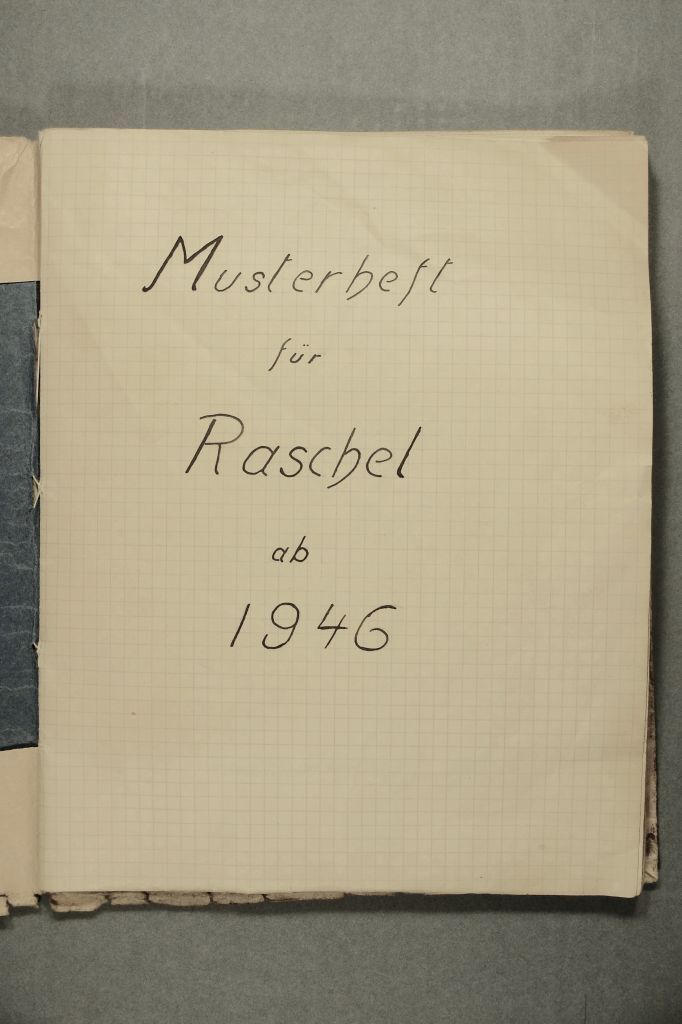 Musterheft
für
Raschel
ab
1946